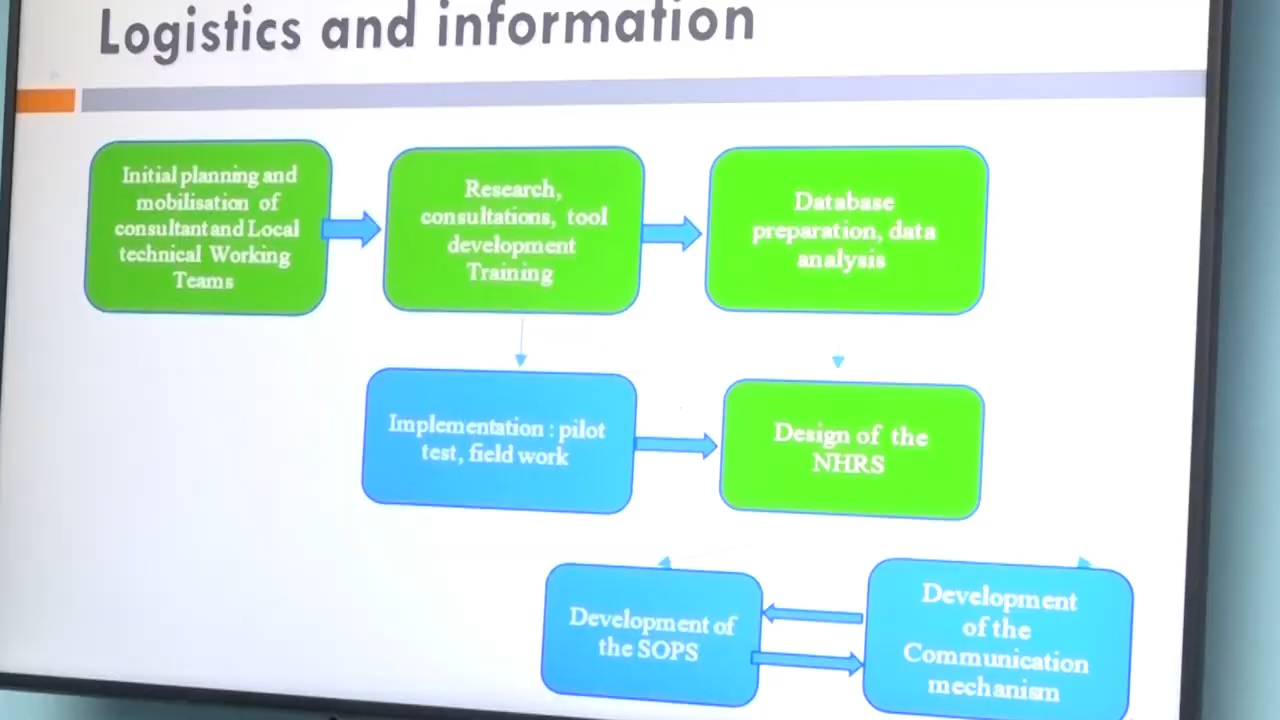 Logistics and information
Initial planning and
mobilisation of
consultant and Local
technical Working
Teams
Research,
consultations, tool
development
Training
Database
preparation, data
analysis
Implementation : pilot
test, field work
Design of the
NHRS
Development of
the SOPS
Development
of the
Communication
mechanism